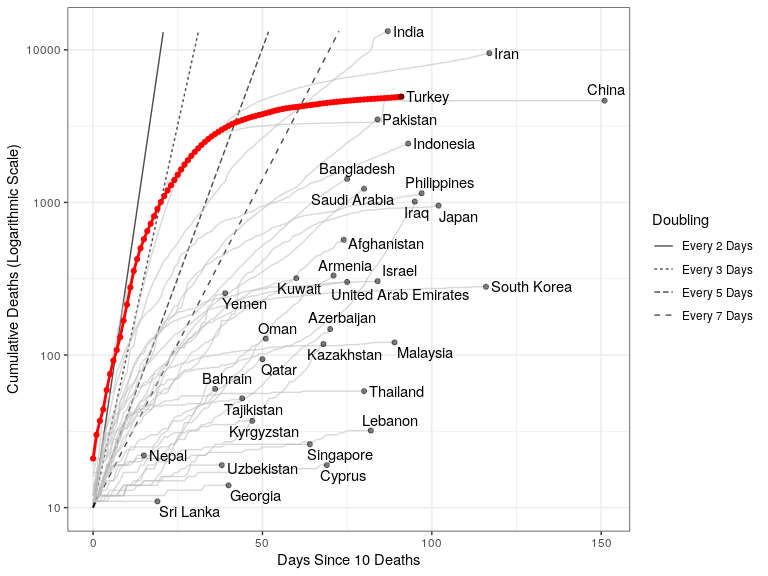 India
Iran
China
Turkey
Pakistan
Indonesia
Bangladesh
Philippines
Saudi Arabia
Iraq
Japan
Afghanistan
Armenia
Israel
Kuwait
United Arab Emirates
South Korea
Yemen
Azerbaijan
Oman
Kazakhstan
Malaysia
Qatar
Bahrain
Thailand
Tajikistan
Lebanon
Kyrgyzstan
Nepal
Singapore
Uzbekistan
Cyprus
Georgia
Sri Lanka
10000
1000
100
10
0
50
100
150
Days Since 10 Deaths
Cumulative Deaths (Logarithmic Scale)
Doubling
Every 2 Days
Every 3 Days
Every 5 Days
Every 7 Days